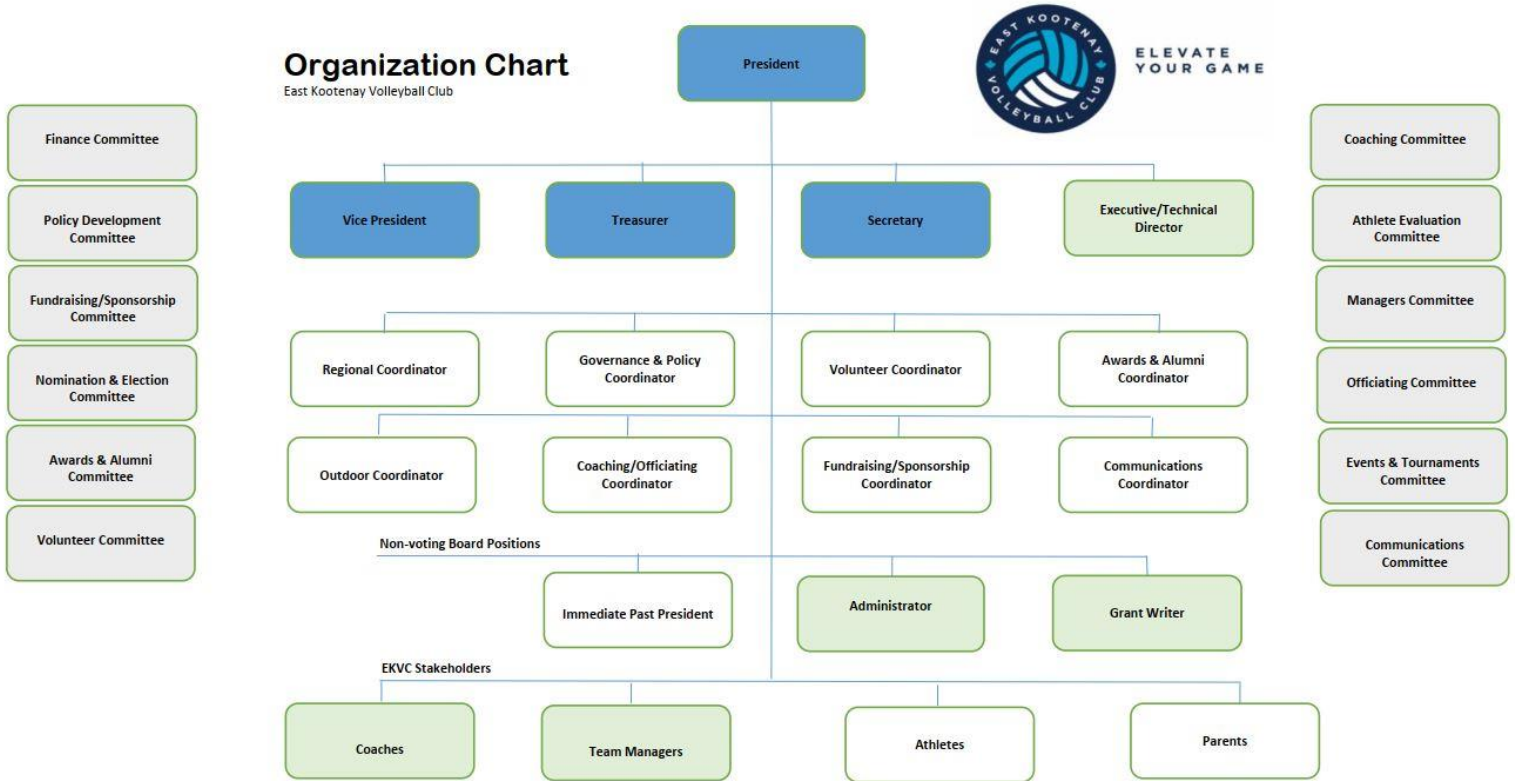 Organization Chart
East Kootenay Volleyball Club
President
EAST KOOTENAY
VOLLEYBALL CLUB
ELEVATE
YOUR GAME
Finance Committee
Policy Development
Committee
Fundraising/Sponsorship
Committee
Nomination & Election
Committee
Awards & Alumni
Committee
Volunteer Committee
Vice President
Treasurer
Secretary
Executive/Technical
Director
Regional Coordinator
Governance & Policy
Coordinator
Volunteer Coordinator
Awards & Alumni
Coordinator
Outdoor Coordinator
Coaching/Officiating
Coordinator
Fundraising/Sponsorship
Coordinator
Communications
Coordinator
Non-voting Board Positions
Immediate Past President
Administrator
Grant Writer
EKVC Stakeholders
Coaches
Team Managers
Athletes
Parents
Coaching Committee
Athlete Evaluation
Committee
Managers Committee
Officiating Committee
Events & Tournaments
Committee
Communications
Committee